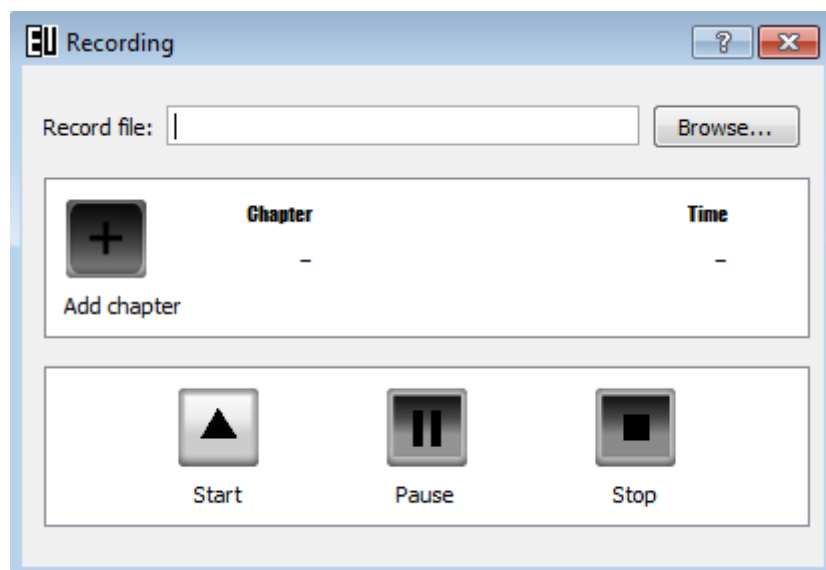 EU Recording
Record file:
Browse...
Chapter Time
– –
Add chapter
Start Pause Stop